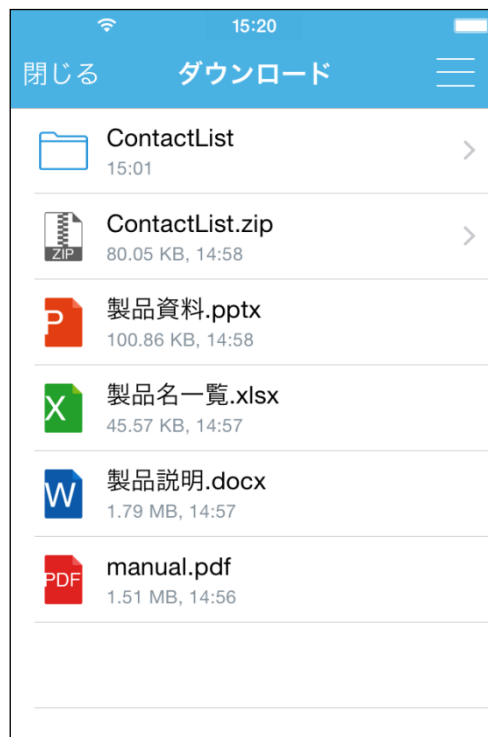 15:20
閉じる ダウンロード
ContactList
15:01
ContactList.zip
ZIP
80.05 KB, 14:58
製品資料.pptx
P
100.86 KB, 14:58
製品名一覧.xlsx
X
45.57 KB, 14:57
製品説明.docx
W
1.79 MB, 14:57
manual.pdf
PDF
1.51 MB, 14:56